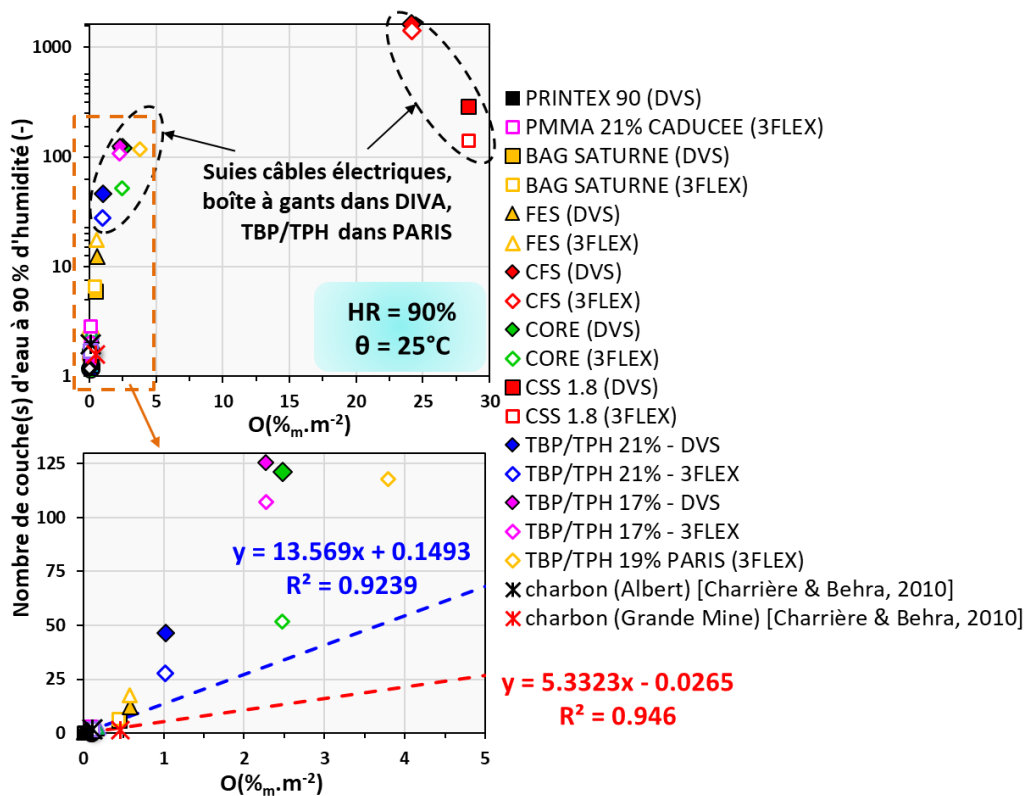 Nombre de couche(s) d'eau à 90 % d'humidité (-)
1000
100
10
1
0
5
10
15
20
25
30
O(%m.m-2)
Suies câbles électriques,
boîte à gants dans DIVA,
TBP/TPH dans PARIS
HR = 90%
θ = 25°C
125
100
75
50
25
0
0
1
2
3
4
5
O(%m.m-2)
y = 13.569x + 0.1493
R² = 0.9239
y = 5.3323x - 0.0265
R² = 0.946
PRINTEX 90 (DVS)
PMMA 21% CADUCEE (3FLEX)
BAG SATURNE (DVS)
BAG SATURNE (3FLEX)
FES (DVS)
FES (3FLEX)
CFS (DVS)
CFS (3FLEX)
CORE (DVS)
CORE (3FLEX)
CSS 1.8 (DVS)
CSS 1.8 (3FLEX)
TBP/TPH 21% - DVS
TBP/TPH 21% - 3FLEX
TBP/TPH 17% - DVS
TBP/TPH 17% - 3FLEX
TBP/TPH 19% PARIS (3FLEX)
charbon (Albert) [Charrière & Behra, 2010]
charbon (Grande Mine) [Charrière & Behra, 2010]